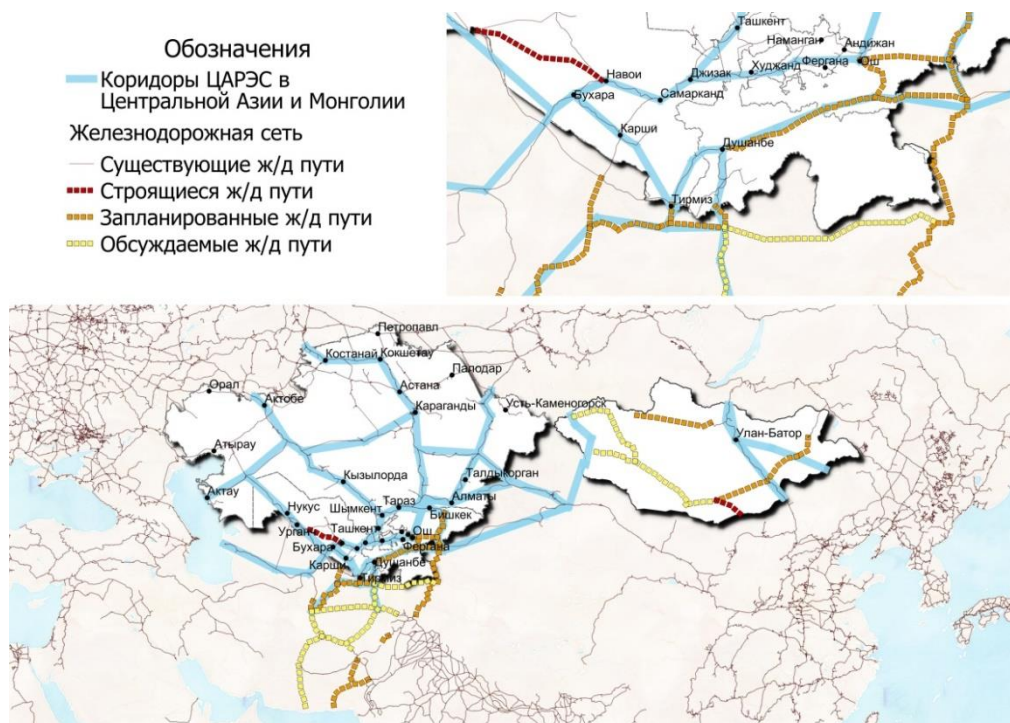 Обозначения
Коридоры ЦАРЭС в
Центральной Азии и Монголии
Железнодорожная сеть
Существующие ж/д пути
Строящиеся ж/д пути
Запланированные ж/д пути
Обсуждаемые ж/д пути
Ташкент
Наманган
Андижан
Фергана
Ош
Худжанд
Джизак
Навои
Бухара
Самарканд
Карши
Душанбе
Тирмиз
Петропавл
Костанай
Кокшетау
Палодар
Орал
Актобе
Астана
Караганды
Усть-Каменогорск
Атырау
Улан-Батор
Кызылорда
Талдыкорган
Актау
Нукус
Шымкент
Тараз
Алматы
Бишкек
Урган
Ташкент
Ош
Бухара
Фергана
Карши
Душанбе
Тирмиз